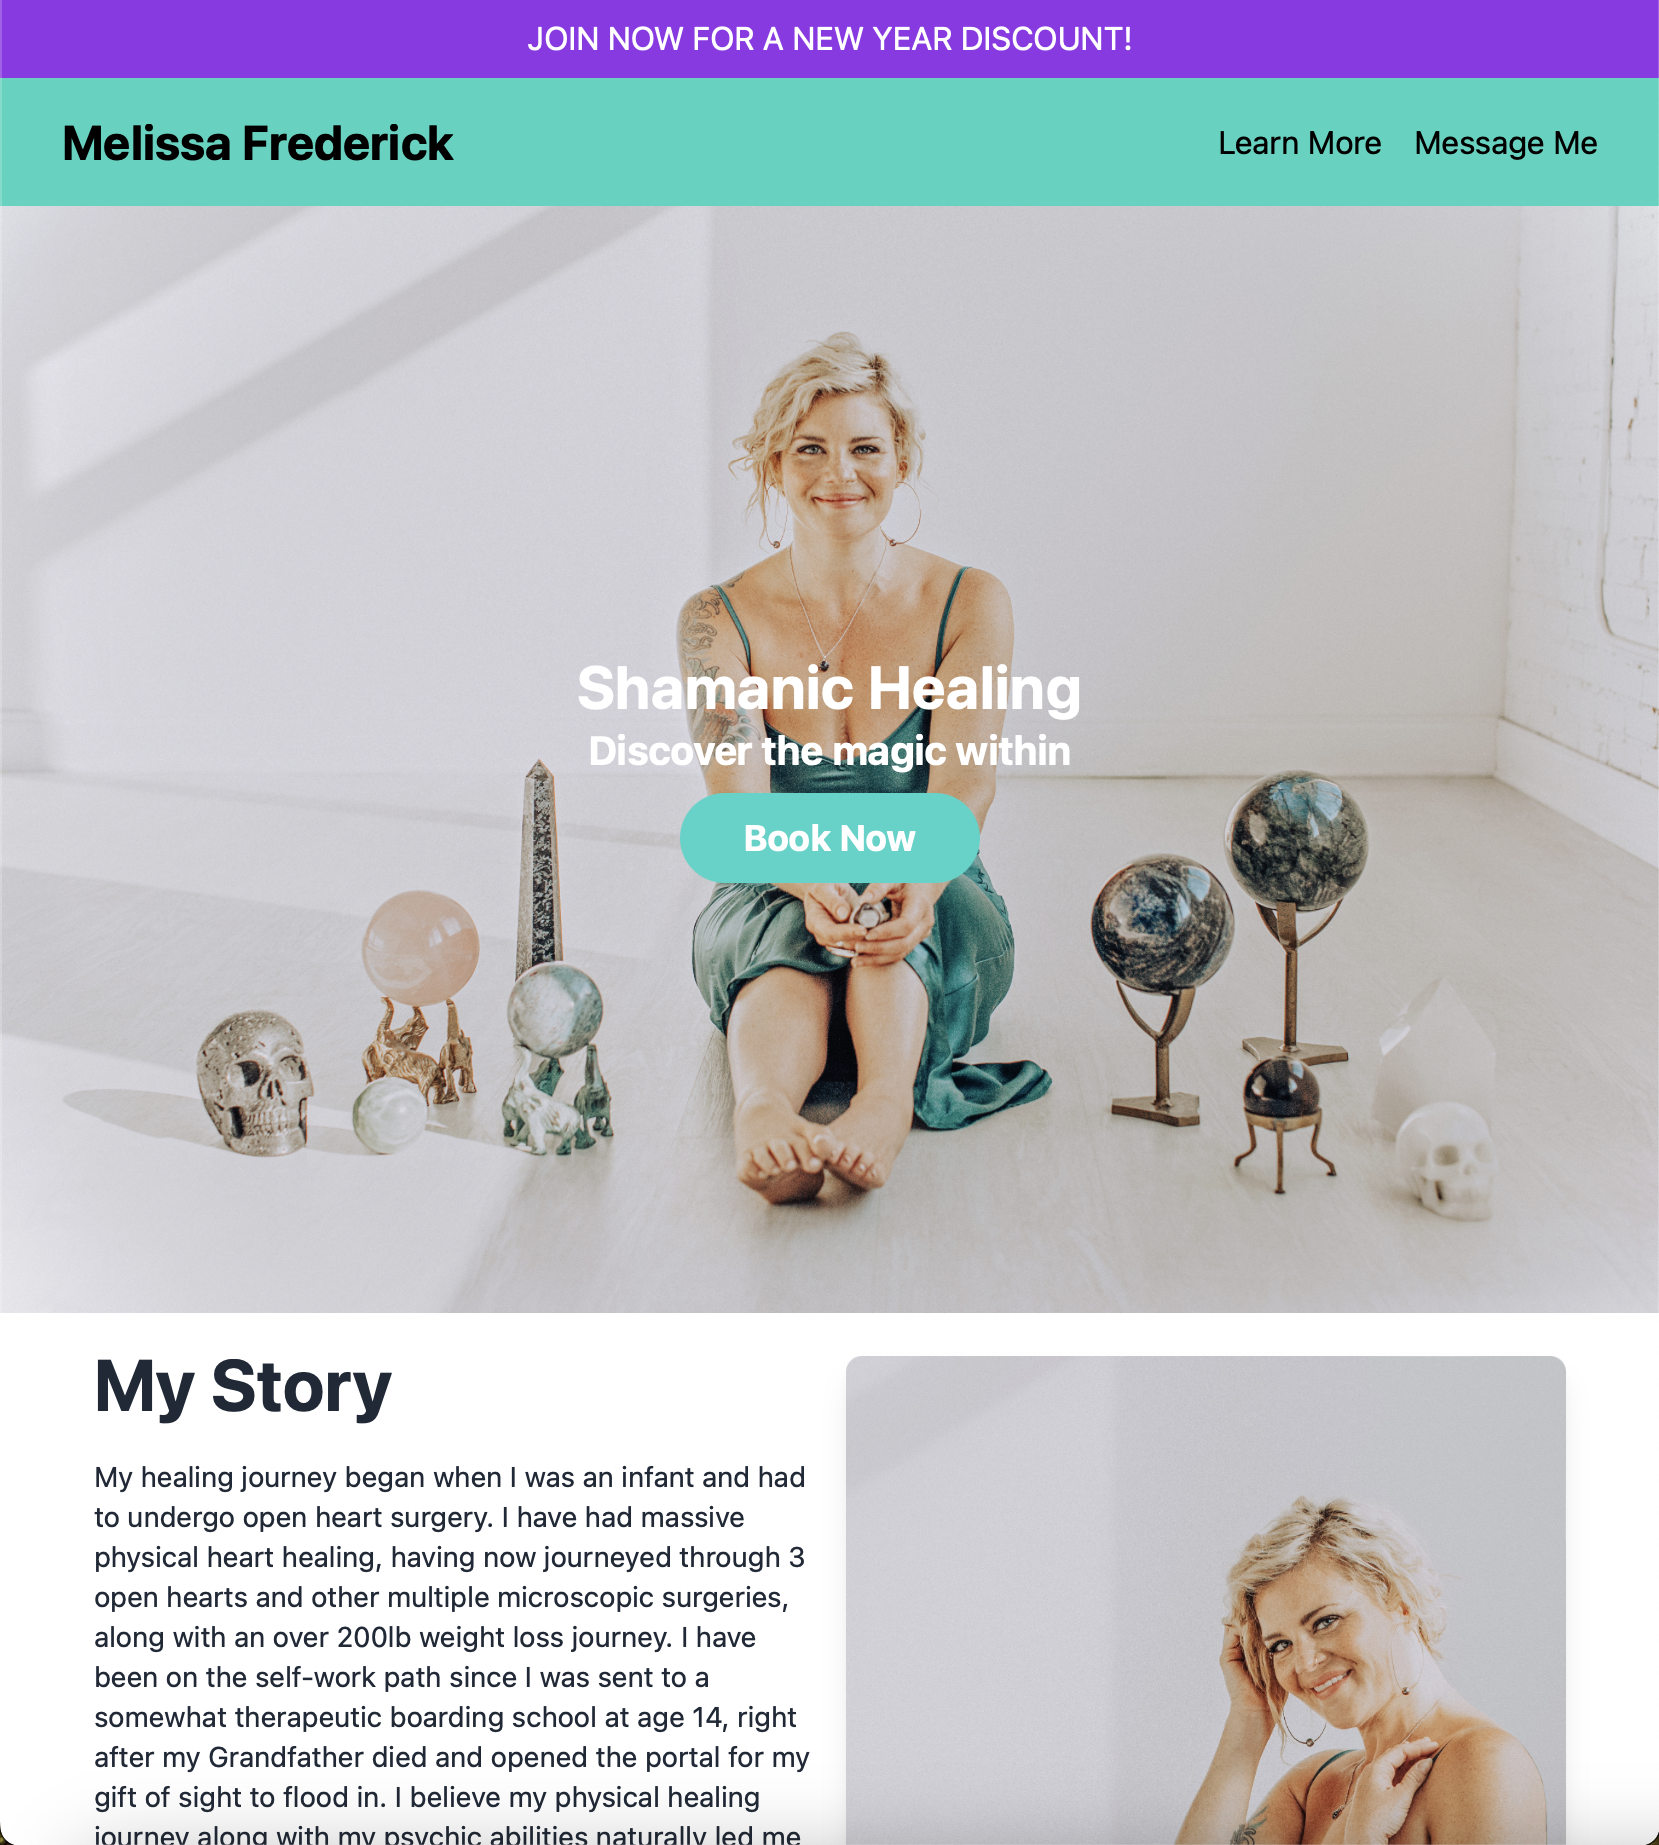 JOIN NOW FOR A NEW YEAR DISCOUNT!
Melissa Frederick
Learn More
Message Me
Shamanic Healing
Discover the magic within
Book Now
My Story
My healing journey began when I was an infant and had
to undergo open heart surgery. I have had massive
physical heart healing, having now journeyed through 3
open hearts and other multiple microscopic surgeries,
along with an over 200lb weight loss journey. I have
been on the self-work path since I was sent to a
somewhat therapeutic boarding school at age 14, right
after my Grandfather died and opened the portal for my
gift of sight to flood in. I believe my physical healing
journey along with my psychic abilities naturally led me